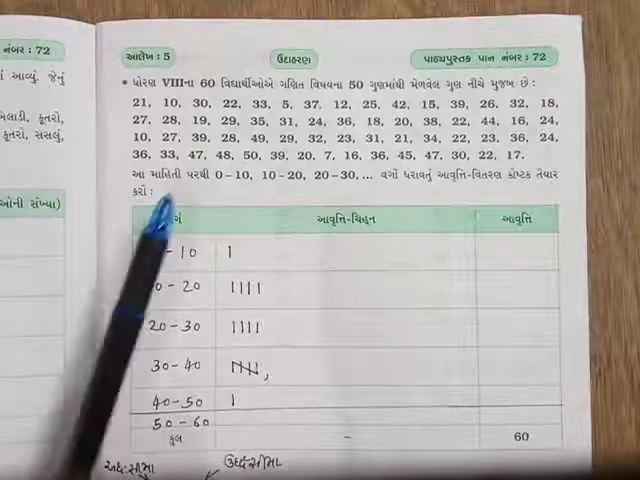 નંબર : 72
આલેખ : 5 ઉદાહરણ પાઠ્યપુસ્તક પાન નંબર : 72
આવ્યું. જેનું
• ધોરણ VIIIના 60 વિદ્યાર્થીઓએ ગણિત વિષયના 50 ગુણમાંથી મેળવેલ ગુણ નીચે મુજબ છે :
બિલાડી, કૂતરો,
કૂતરો, સસલું,
21, 10, 30, 22, 33, 5, 37, 12, 25, 42, 15, 39, 26. 32, 18,
27, 28, 19, 29, 35, 31, 24, 36, 18, 20, 38, 22, 44, 16, 24,
10, 27, 39, 28, 49, 29, 32, 23, 31, 21, 34, 22, 23. 36, 24,
36, 33, 47, 48, 50, 39, 20. 7, 16, 36, 45, 47, 30, 22, 17.
આ માહિતી પરથી 0 – 10, 10 – 20, 20 – 30, ... વર્ગો ધરાવતું આવૃત્તિ-વિતરણ કોષ્ટક તૈયાર
કરો :
ઓની સંખ્યા)
આવૃત્તિ-ચિહ્ન આવૃત્તિ
– 10 |
– 20 ||||
20 – 30 ||||
30 – 40 ,
40 – 50 |
50 – 60
કુલ – 60
અધઃસીમા ઉર્ધ્વસીમા